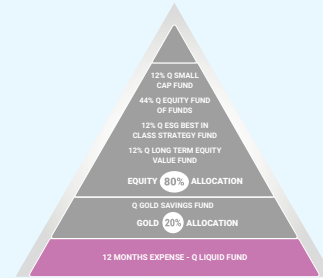 12% Q SMALL
CAP FUND
44% Q EQUITY FUND
OF FUNDS
12% Q ESG BEST IN
CLASS STRATEGY FUND
12% Q LONG TERM EQUITY
VALUE FUND
EQUITY 80% ALLOCATION
Q GOLD SAVINGS FUND
GOLD 20% ALLOCATION
12 MONTHS EXPENSE - Q LIQUID FUND